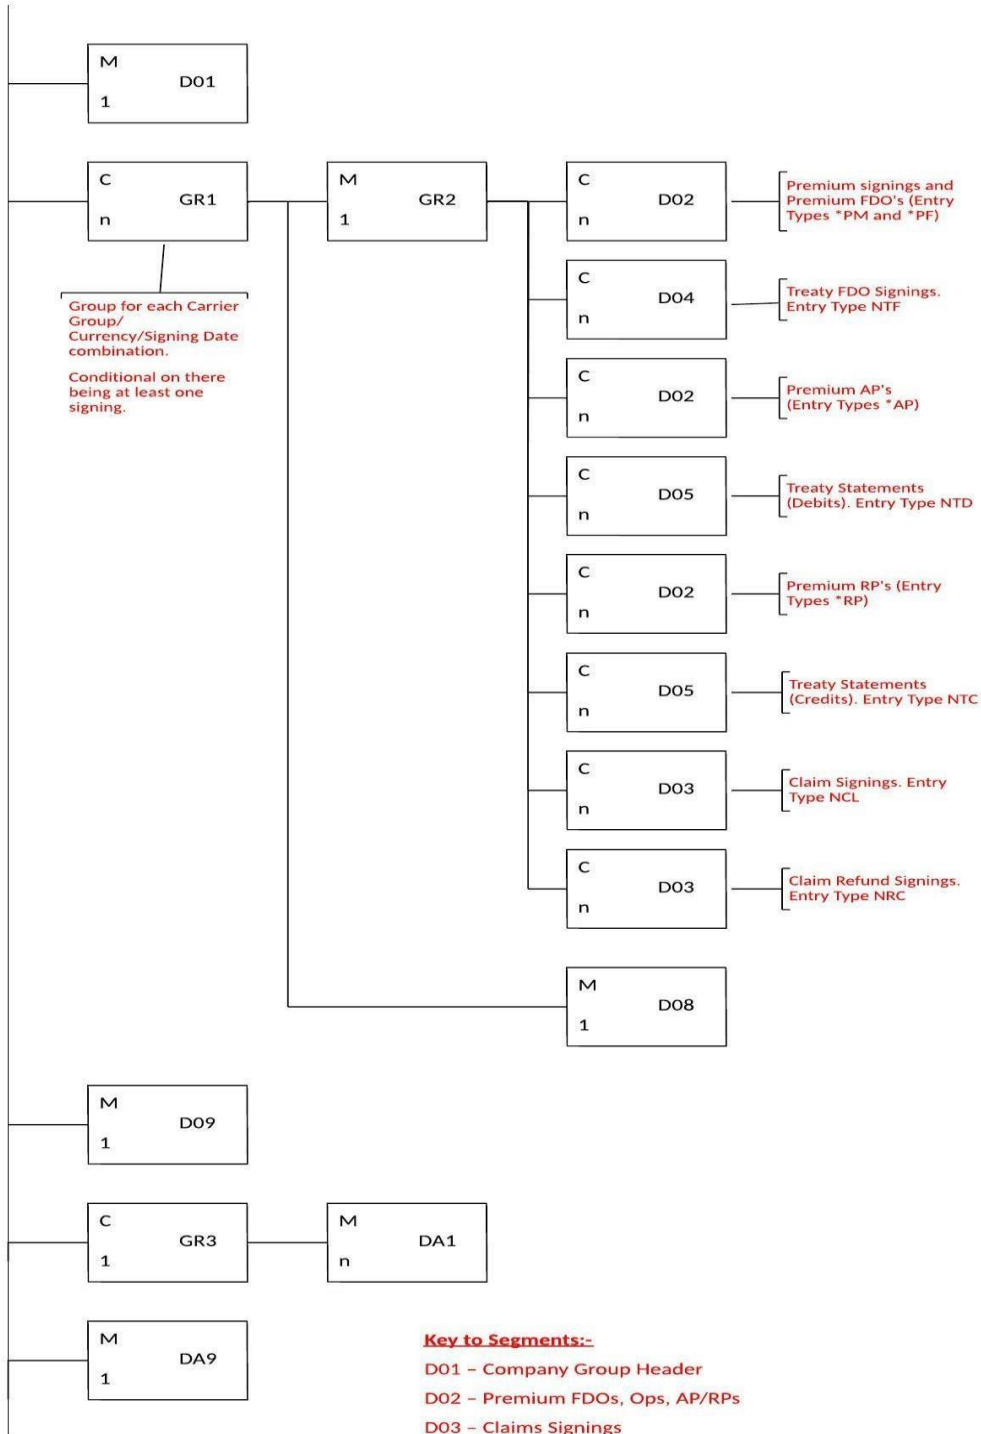 M
D01
1
C
GR1
n
M
GR2
1
C
D02
n
Premium signings and
Premium FDO's (Entry
Types *PM and *PF)
Group for each Carrier
Group/
Currency/Signing Date
combination.
Conditional on there
being at least one
signing.
C
D04
n
Treaty FDO Signings.
Entry Type NTF
C
D02
n
Premium AP's
(Entry Types *AP)
C
D05
n
Treaty Statements
(Debits). Entry Type NTD
C
D02
n
Premium RP's (Entry
Types *RP)
C
D05
n
Treaty Statements
(Credits). Entry Type NTC
C
D03
n
Claim Signings. Entry
Type NCL
C
D03
n
Claim Refund Signings.
Entry Type NRC
M
D08
1
M
D09
1
C
GR3
1
M
DA1
n
M
DA9
1
Key to Segments:-
D01 – Company Group Header
D02 – Premium FDOs, Ops, AP/RPs
D03 – Claims Signings